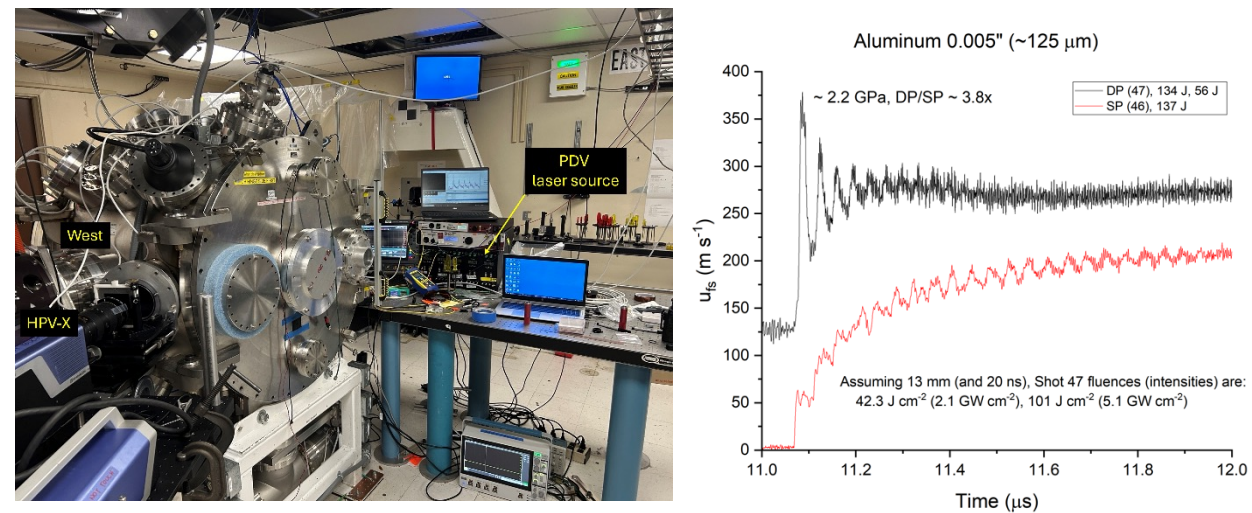 EAST
PDV
laser source
West
HPV-X
Aluminum 0.005" (~125 μm)
~ 2.2 GPa, DP/SP ~ 3.8x
DP (47), 134 J, 56 J
SP (46), 137 J
Assuming 13 mm (and 20 ns), Shot 47 fluences (intensities) are:
42.3 J cm⁻² (2.1 GW cm⁻²), 101 J cm⁻² (5.1 GW cm⁻²)
u_fs (m s⁻¹)
400
350
300
250
200
150
100
50
0
11.0
11.2
11.4
11.6
11.8
12.0
Time (μs)